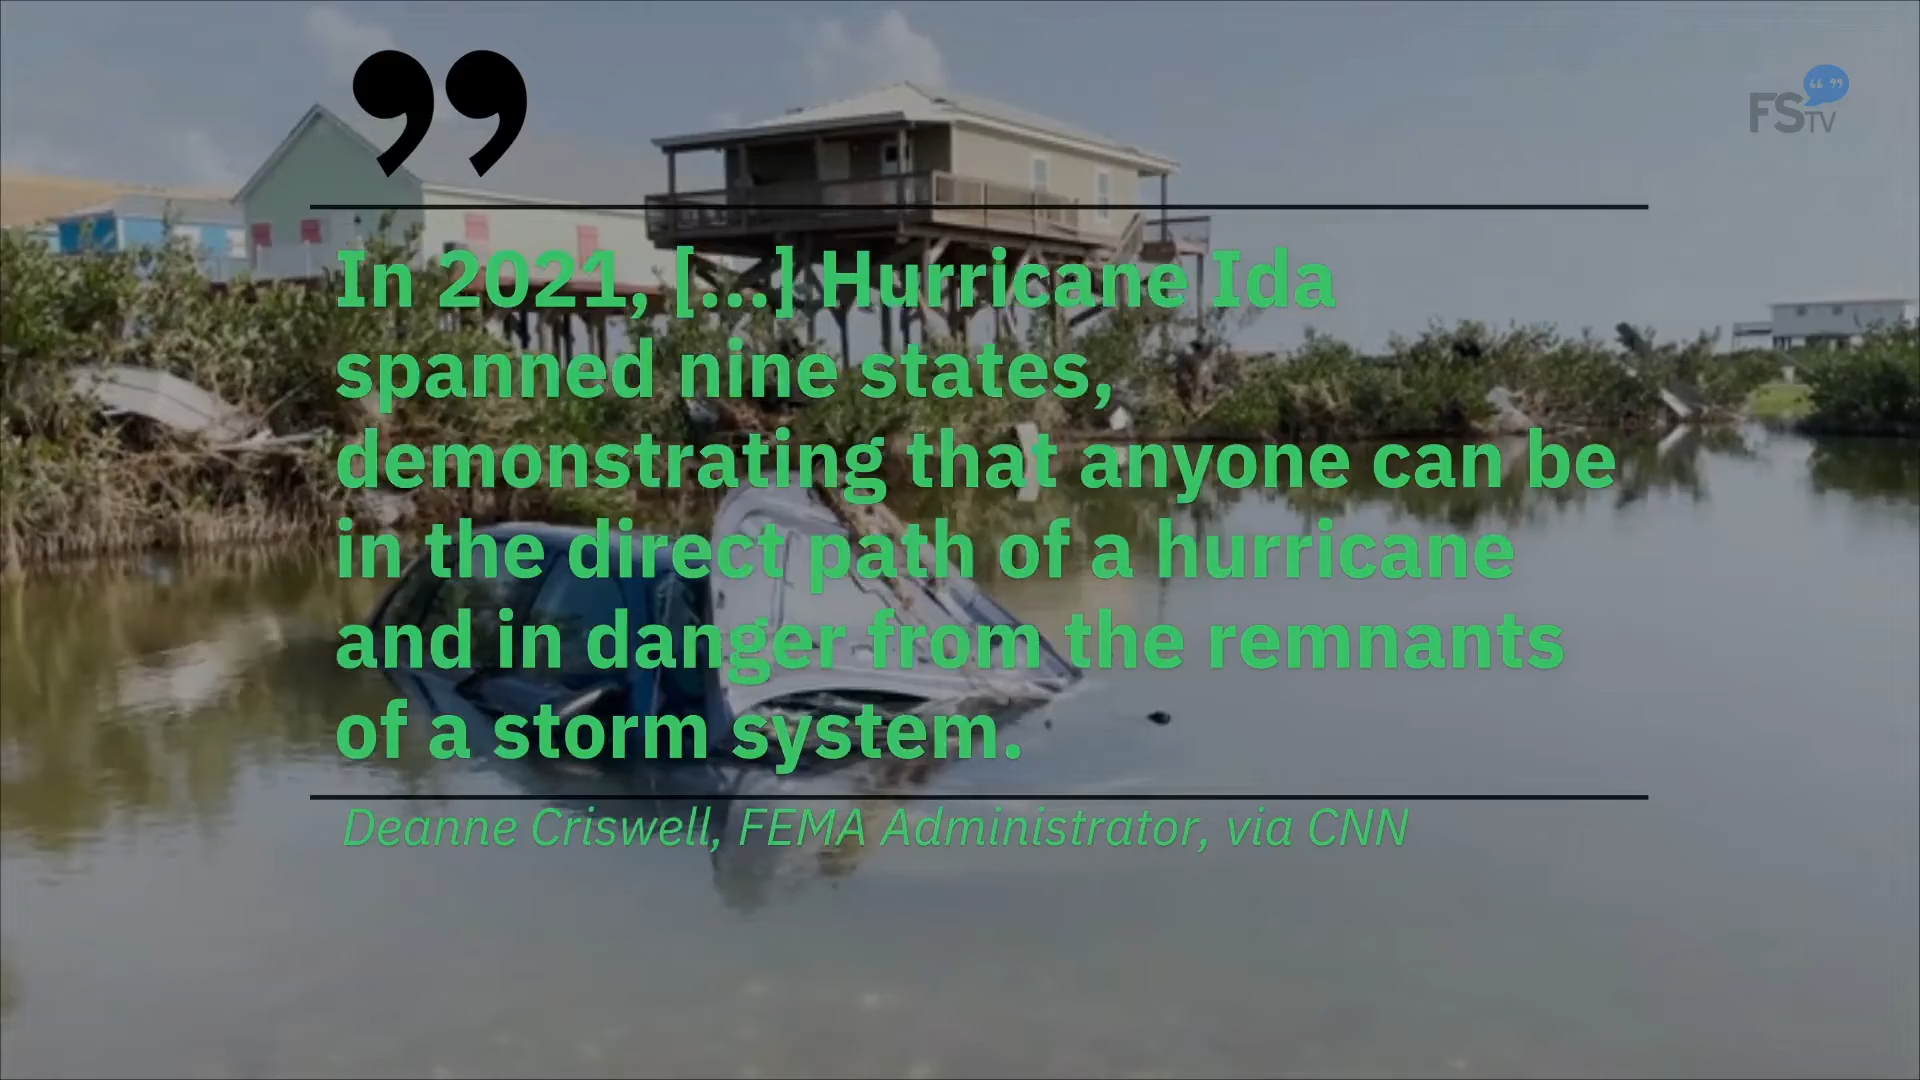 ”
FSTV
In 2021, [...] Hurricane Ida
spanned nine states,
demonstrating that anyone can be
in the direct path of a hurricane
and in danger from the remnants
of a storm system.
Deanne Criswell, FEMA Administrator, via CNN